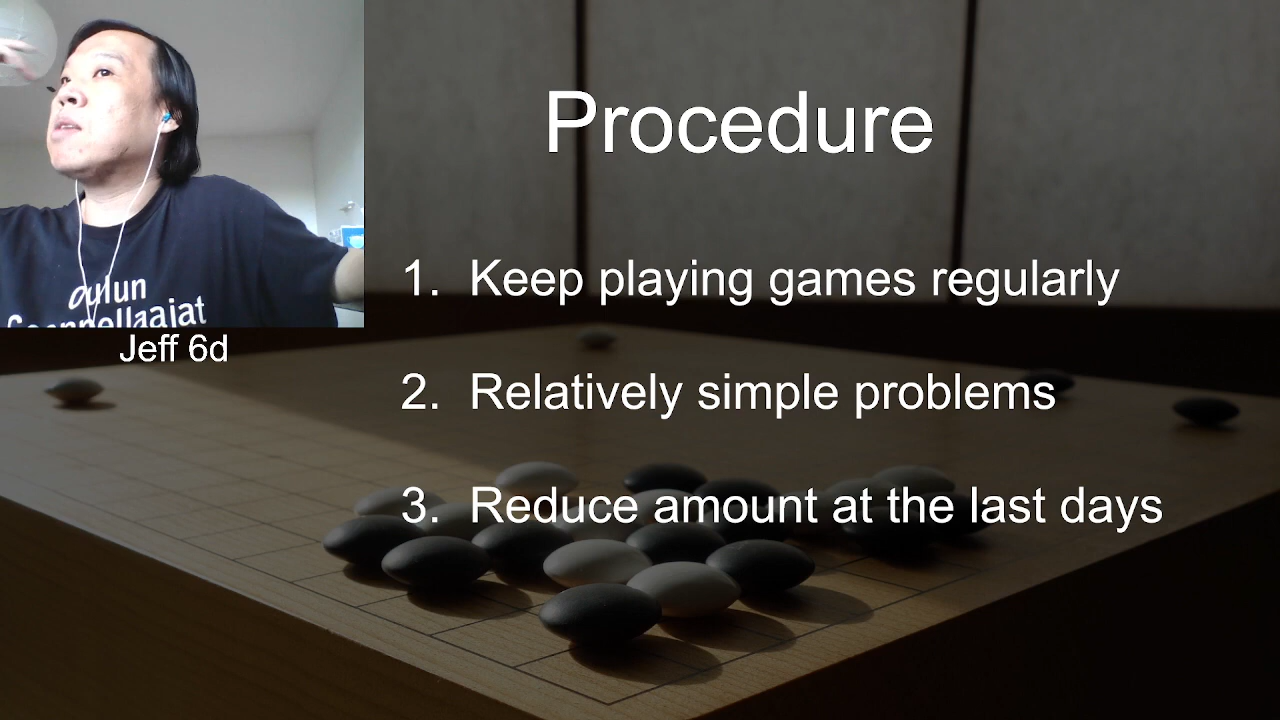 Procedure
1. Keep playing games regularly
2. Relatively simple problems
3. Reduce amount at the last days
Jeff 6d